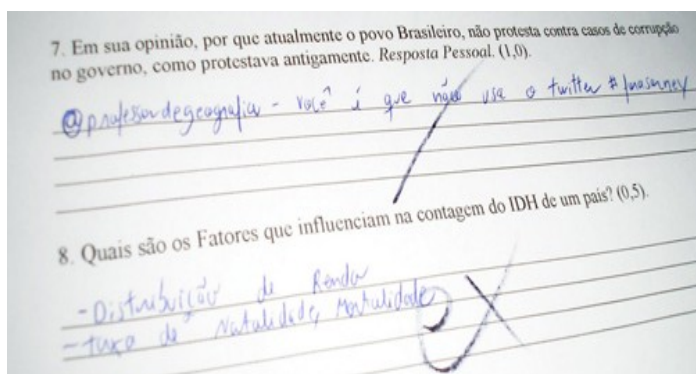 7. Em sua opinião, por que atualmente o povo Brasileiro, não protesta contra casos de corrupção
no governo, como protestava antigamente. Resposta Pessoal. (1,0).
@professordegeografia - você é que não usa o twitter #forasarney
8. Quais são os Fatores que influenciam na contagem do IDH de um pais? (0,5).
- Distribuição de Renda
- taxa de Natalidade, Mortalidade